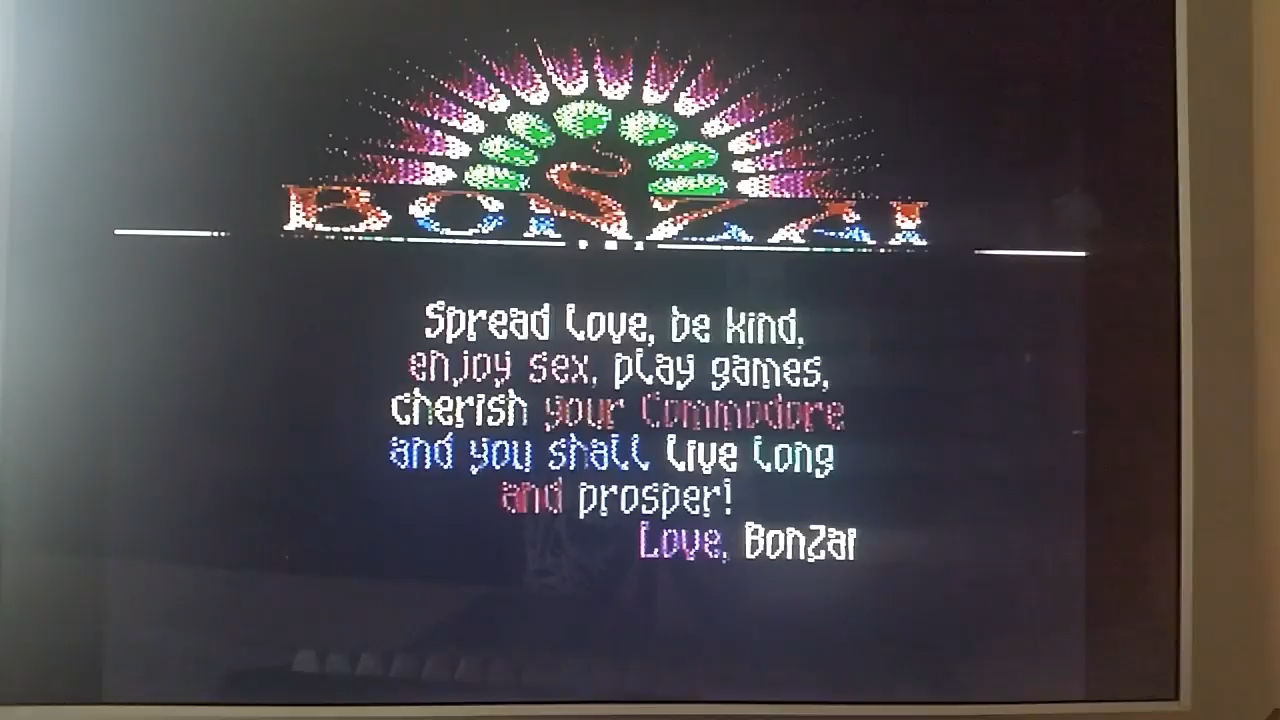 BONZAI
Spread Love, be kind,
enjoy sex, play games,
cherish your Commodore
and you shall live long
and prosper!
Love, BonZai